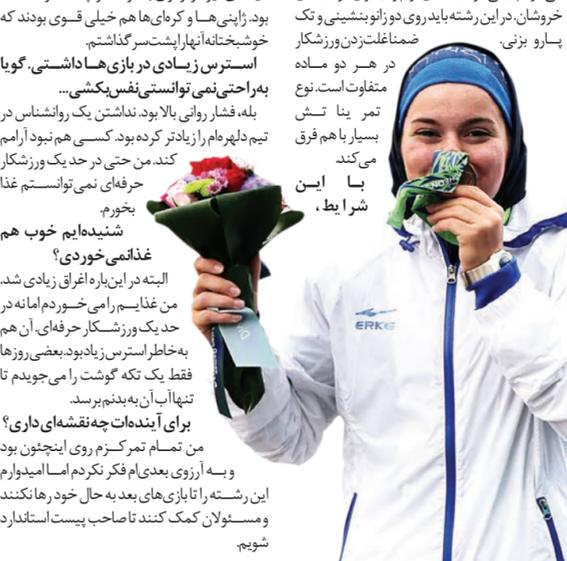 خروشان. در این رشته باید روی دو زانو بنشینی و تک
پارو بزنی. ضمنا غلت زدن ورزشکار
در هر دو ماده
متفاوت است. نوع
تمر ینا تش
بسیار با هم فرق
می‌کند
با این
شرایط،
بود. ژاپنی‌ها و کره‌ای‌ها هم خیلی قوی بودند که
خوشبختانه آنها را پشت سر گذاشتم.
استرس زیادی در بازی‌ها داشتی. گویا
به راحتی نمی‌توانستی نفس بکشی...
بله، فشار روانی بالا بود. نداشتن یک روانشناس در
تیم دلهره‌ام را زیادتر کرده بود. کسی هم نبود آرامم
کند. من حتی در حد یک ورزشکار
حرفه‌ای نمی‌توانستم غذا
بخورم.
شنیده‌ایم خوب هم
غذا نمی‌خوردی؟
البته در این‌باره اغراق زیادی شد.
من غذایم را می‌خوردم اما نه در
حد یک ورزشکار حرفه‌ای. آن هم
به خاطر استرس زیاد بود. بعضی روزها
فقط یک تکه گوشت را می‌جویدم تا
تنها آب آن به بدنم برسد.
برای آینده‌ات چه نقشه‌ای داری؟
من تمام تمرکزم روی اینچئون بود
و به آرزوی بعدی‌ام فکر نکردم اما امیدوارم
این رشته را تا بازی‌های بعد به حال خود رها نکنند
و مسئولان کمک کنند تا صاحب پیست استاندارد
شویم.
ERKE